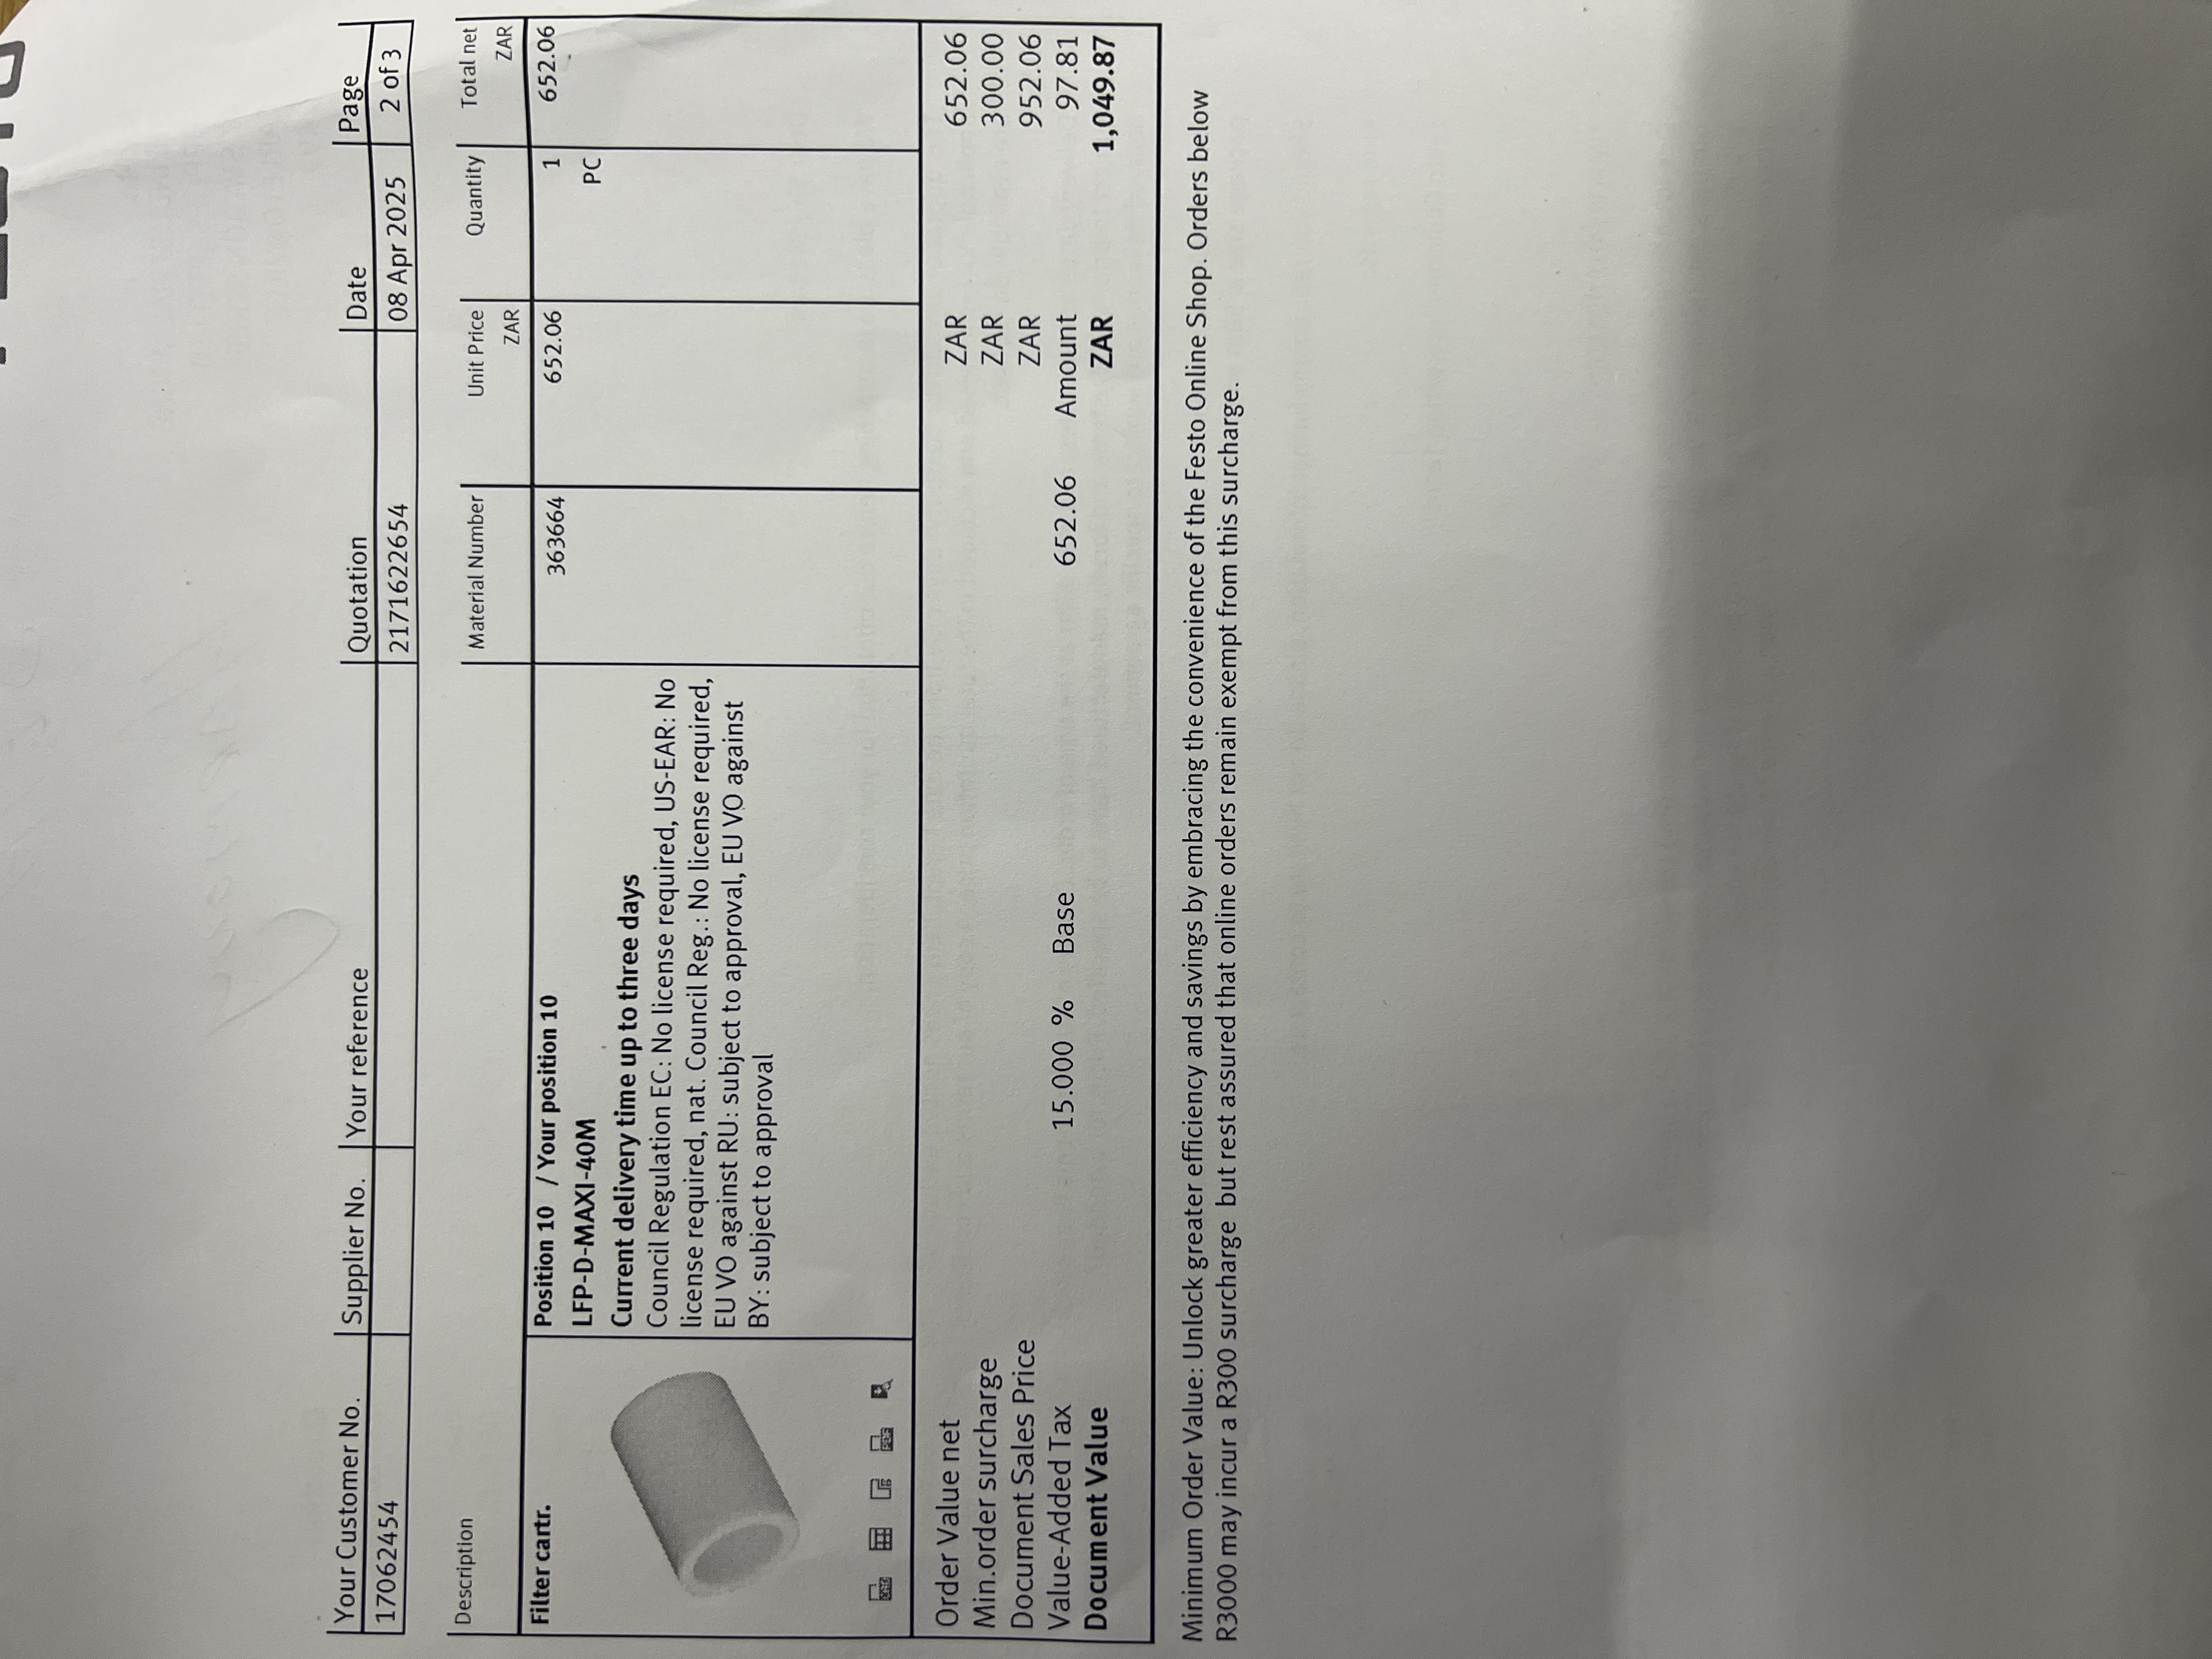 Your Customer No. Supplier No. Your reference Quotation Date Page
17062454 2171622654 08 Apr 2025 2 of 3
Description Material Number Unit Price Quantity Total net
ZAR ZAR
Filter cartr. Position 10 / Your position 10 363664 652.06 1 652.06
LFP-D-MAXI-40M PC
Current delivery time up to three days
Council Regulation EC: No license required, US-EAR: No
license required, nat. Council Reg.: No license required,
EU VO against RU: subject to approval, EU VO against
BY: subject to approval
Order Value net ZAR 652.06
Min.order surcharge ZAR 300.00
Document Sales Price ZAR 952.06
Value-Added Tax 15.000 % Base 652.06 Amount 97.81
Document Value ZAR 1,049.87
Minimum Order Value: Unlock greater efficiency and savings by embracing the convenience of the Festo Online Shop. Orders below
R3000 may incur a R300 surcharge but rest assured that online orders remain exempt from this surcharge.